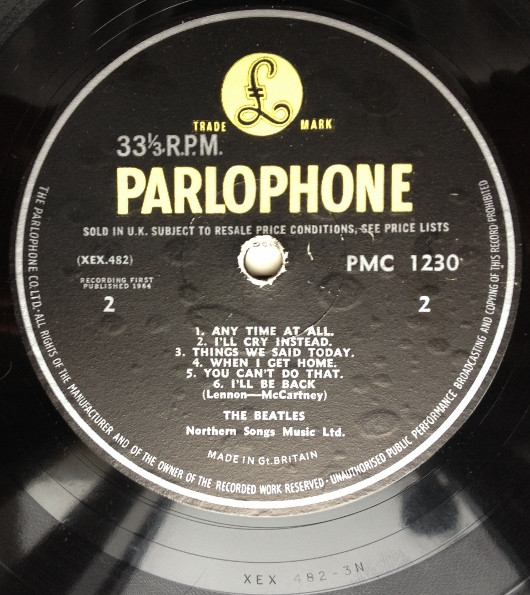 £
TRADE MARK
33⅓ R.P.M.
PARLOPHONE
SOLD IN U.K. SUBJECT TO RESALE PRICE CONDITIONS, SEE PRICE LISTS
(XEX.482)
PMC 1230
RECORDING FIRST
PUBLISHED 1964
2
2
1. ANY TIME AT ALL.
2. I'LL CRY INSTEAD.
3. THINGS WE SAID TODAY.
4. WHEN I GET HOME.
5. YOU CAN'T DO THAT.
6. I'LL BE BACK
(Lennon—McCartney)
THE BEATLES
Northern Songs Music Ltd.
MADE IN Gt. BRITAIN
THE PARLOPHONE CO. LTD. · ALL RIGHTS OF THE MANUFACTURER AND OF THE OWNER OF THE RECORDED WORK RESERVED · UNAUTHORISED PUBLIC PERFORMANCE BROADCASTING AND COPYING OF THIS RECORD PROHIBITED
XEX 482-3N